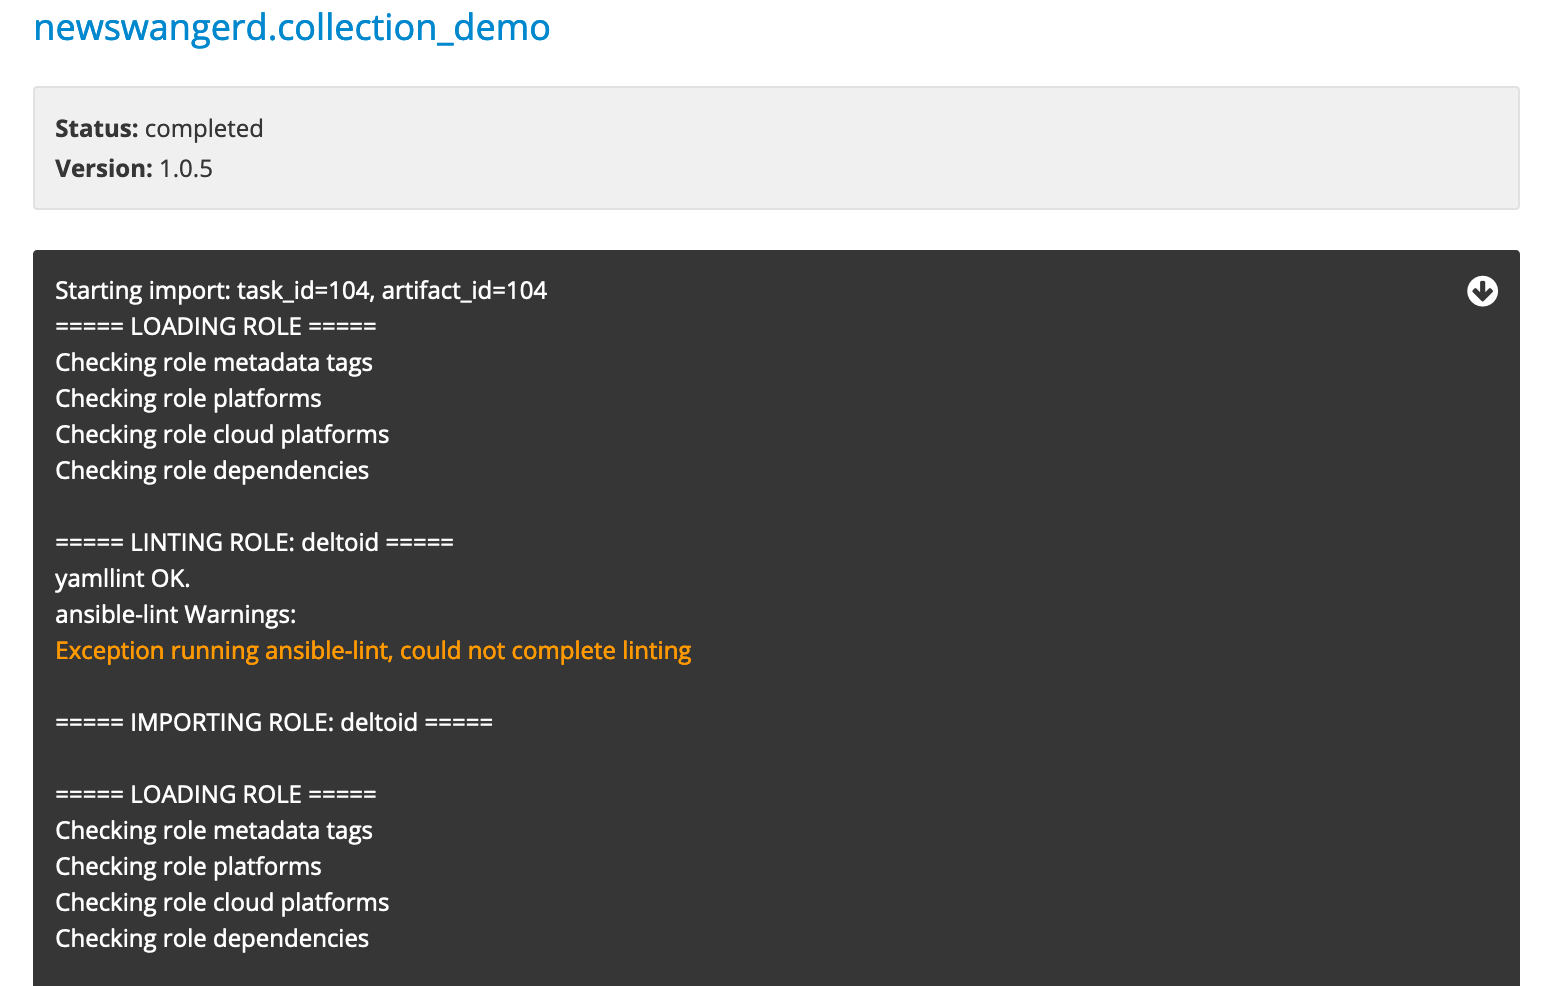 newswangerd.collection_demo
Status: completed
Version: 1.0.5
Starting import: task_id=104, artifact_id=104
===== LOADING ROLE =====
Checking role metadata tags
Checking role platforms
Checking role cloud platforms
Checking role dependencies
===== LINTING ROLE: deltoid =====
yamllint OK.
ansible-lint Warnings:
Exception running ansible-lint, could not complete linting
===== IMPORTING ROLE: deltoid =====
===== LOADING ROLE =====
Checking role metadata tags
Checking role platforms
Checking role cloud platforms
Checking role dependencies